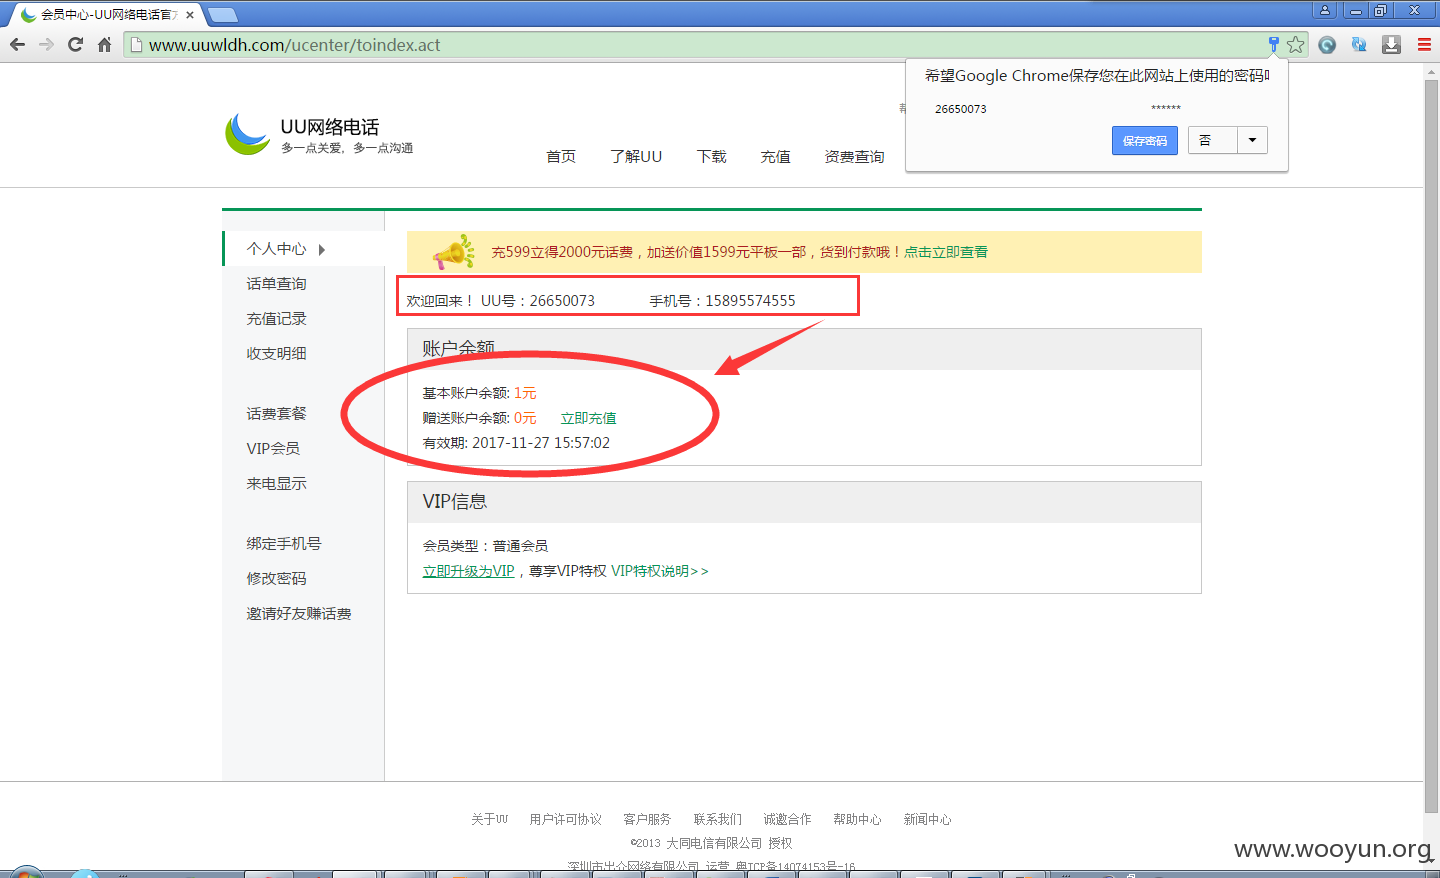 会员中心-UU网络电话官
www.uuwldh.com/ucenter/toindex.act
希望Google Chrome保存您在此网站上使用的密码
26650073 ******
保存密码 否
UU网络电话
多一点关爱，多一点沟通
首页 了解UU 下载 充值 资费查询
个人中心
话单查询
充值记录
收支明细
话费套餐
VIP会员
来电显示
绑定手机号
修改密码
邀请好友赚话费
充599立得2000元话费，加送价值1599元平板一部，货到付款哦！点击立即查看
欢迎回来！ UU号：26650073 手机号：15895574555
账户余额
基本账户余额: 1元
赠送账户余额: 0元 立即充值
有效期: 2017-11-27 15:57:02
VIP信息
会员类型：普通会员
立即升级为VIP，尊享VIP特权 VIP特权说明>>
关于UU 用户许可协议 客户服务 联系我们 诚邀合作 帮助中心 新闻中心
©2013 大同电信有限公司 授权
深圳市出众网络有限公司 运营 粤ICP备14074153号-16
www.wooyun.org